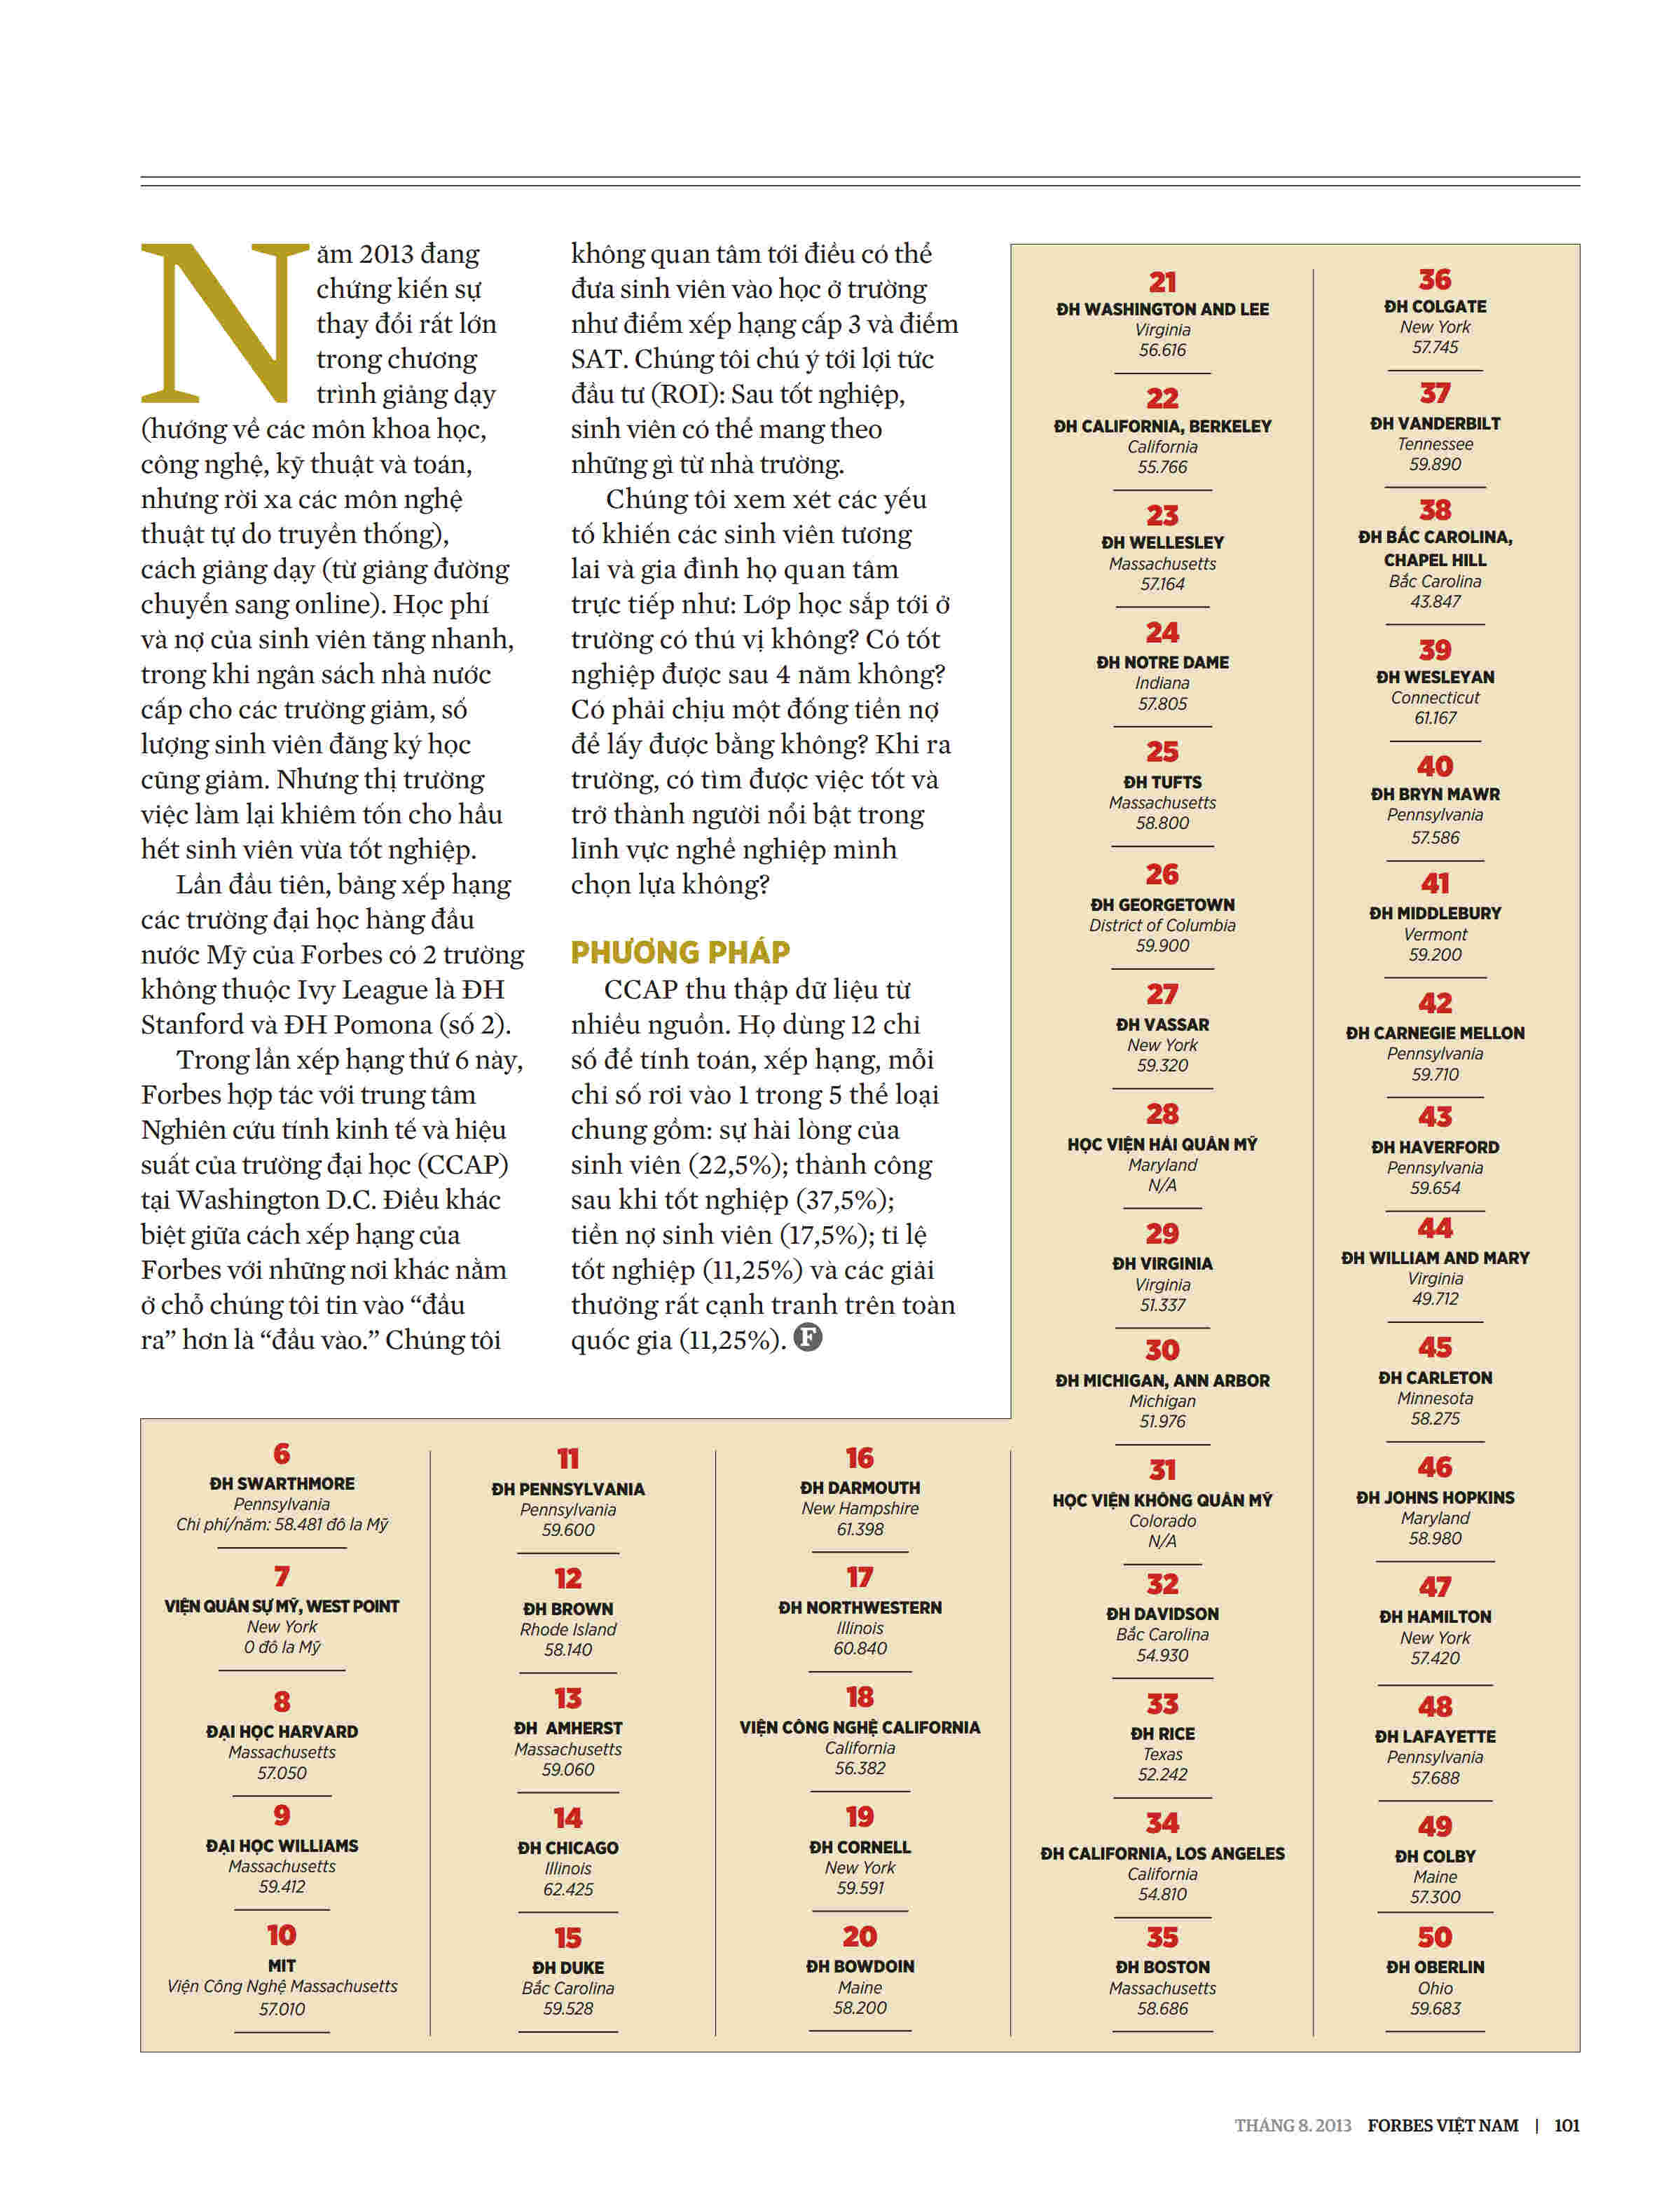 Năm 2013 đang
chứng kiến sự
thay đổi rất lớn
trong chương
trình giảng dạy
(hướng về các môn khoa học,
công nghệ, kỹ thuật và toán,
nhưng rời xa các môn nghệ
thuật tự do truyền thống),
cách giảng dạy (từ giảng đường
chuyển sang online). Học phí
và nợ của sinh viên tăng nhanh,
trong khi ngân sách nhà nước
cấp cho các trường giảm, số
lượng sinh viên đăng ký học
cũng giảm. Nhưng thị trường
việc làm lại khiêm tốn cho hầu
hết sinh viên vừa tốt nghiệp.
Lần đầu tiên, bảng xếp hạng
các trường đại học hàng đầu
nước Mỹ của Forbes có 2 trường
không thuộc Ivy League là ĐH
Stanford và ĐH Pomona (số 2).
Trong lần xếp hạng thứ 6 này,
Forbes hợp tác với trung tâm
Nghiên cứu tính kinh tế và hiệu
suất của trường đại học (CCAP)
tại Washington D.C. Điều khác
biệt giữa cách xếp hạng của
Forbes với những nơi khác nằm
ở chỗ chúng tôi tin vào “đầu
ra” hơn là “đầu vào.” Chúng tôi
không quan tâm tới điều có thể
đưa sinh viên vào học ở trường
như điểm xếp hạng cấp 3 và điểm
SAT. Chúng tôi chú ý tới lợi tức
đầu tư (ROI): Sau tốt nghiệp,
sinh viên có thể mang theo
những gì từ nhà trường.
Chúng tôi xem xét các yếu
tố khiến các sinh viên tương
lai và gia đình họ quan tâm
trực tiếp như: Lớp học sắp tới ở
trường có thú vị không? Có tốt
nghiệp được sau 4 năm không?
Có phải chịu một đống tiền nợ
để lấy được bằng không? Khi ra
trường, có tìm được việc tốt và
trở thành người nổi bật trong
lĩnh vực nghề nghiệp mình
chọn lựa không?
PHƯƠNG PHÁP
CCAP thu thập dữ liệu từ
nhiều nguồn. Họ dùng 12 chỉ
số để tính toán, xếp hạng, mỗi
chỉ số rơi vào 1 trong 5 thể loại
chung gồm: sự hài lòng của
sinh viên (22,5%); thành công
sau khi tốt nghiệp (37,5%);
tiền nợ sinh viên (17,5%); tỉ lệ
tốt nghiệp (11,25%) và các giải
thưởng rất cạnh tranh trên toàn
quốc gia (11,25%). F
6
ĐH SWARTHMORE
Pennsylvania
Chi phí/năm: 58.481 đô la Mỹ
7
VIỆN QUÂN SỰ MỸ, WEST POINT
New York
0 đô la Mỹ
8
ĐẠI HỌC HARVARD
Massachusetts
57.050
9
ĐẠI HỌC WILLIAMS
Massachusetts
59.412
10
MIT
Viện Công Nghệ Massachusetts
57.010
11
ĐH PENNSYLVANIA
Pennsylvania
59.600
12
ĐH BROWN
Rhode Island
58.140
13
ĐH AMHERST
Massachusetts
59.060
14
ĐH CHICAGO
Illinois
62.425
15
ĐH DUKE
Bắc Carolina
59.528
16
ĐH DARMOUTH
New Hampshire
61.398
17
ĐH NORTHWESTERN
Illinois
60.840
18
VIỆN CÔNG NGHỆ CALIFORNIA
California
56.382
19
ĐH CORNELL
New York
59.591
20
ĐH BOWDOIN
Maine
58.200
21
ĐH WASHINGTON AND LEE
Virginia
56.616
22
ĐH CALIFORNIA, BERKELEY
California
55.766
23
ĐH WELLESLEY
Massachusetts
57.164
24
ĐH NOTRE DAME
Indiana
57.805
25
ĐH TUFTS
Massachusetts
58.800
26
ĐH GEORGETOWN
District of Columbia
59.900
27
ĐH VASSAR
New York
59.320
28
HỌC VIỆN HẢI QUÂN MỸ
Maryland
N/A
29
ĐH VIRGINIA
Virginia
51.337
30
ĐH MICHIGAN, ANN ARBOR
Michigan
51.976
31
HỌC VIỆN KHÔNG QUÂN MỸ
Colorado
N/A
32
ĐH DAVIDSON
Bắc Carolina
54.930
33
ĐH RICE
Texas
52.242
34
ĐH CALIFORNIA, LOS ANGELES
California
54.810
35
ĐH BOSTON
Massachusetts
58.686
36
ĐH COLGATE
New York
57.745
37
ĐH VANDERBILT
Tennessee
59.890
38
ĐH BẮC CAROLINA,
CHAPEL HILL
Bắc Carolina
43.847
39
ĐH WESLEYAN
Connecticut
61.167
40
ĐH BRYN MAWR
Pennsylvania
57.586
41
ĐH MIDDLEBURY
Vermont
59.200
42
ĐH CARNEGIE MELLON
Pennsylvania
59.710
43
ĐH HAVERFORD
Pennsylvania
59.654
44
ĐH WILLIAM AND MARY
Virginia
49.712
45
ĐH CARLETON
Minnesota
58.275
46
ĐH JOHNS HOPKINS
Maryland
58.980
47
ĐH HAMILTON
New York
57.420
48
ĐH LAFAYETTE
Pennsylvania
57.688
49
ĐH COLBY
Maine
57.300
50
ĐH OBERLIN
Ohio
59.683
THÁNG 8. 2013 FORBES VIỆT NAM | 101